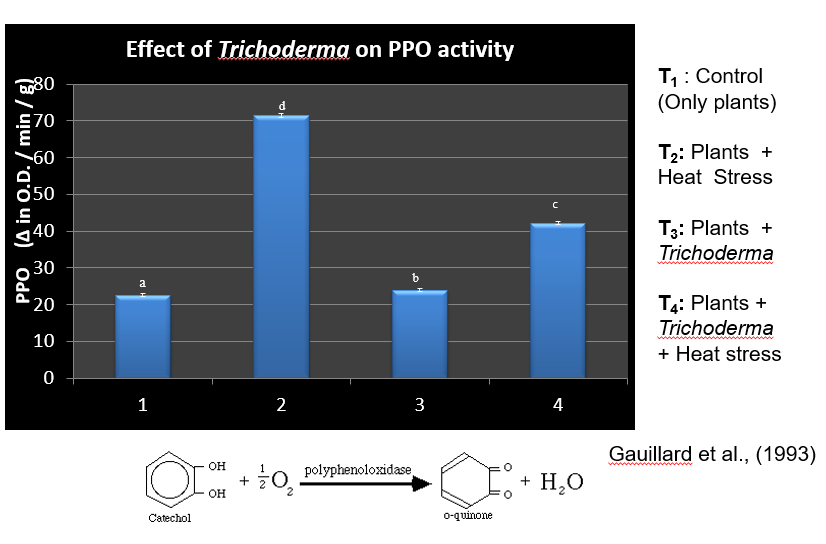 Effect of Trichoderma on PPO activity
PPO   (Δ in O.D. / min / g)
80
70
60
50
40
30
20
10
0
a
d
b
c
1
2
3
4
T₁ : Control
(Only plants)
T₂: Plants +
Heat Stress
T₃: Plants +
Trichoderma
T₄: Plants +
Trichoderma
+ Heat stress
Gauillard et al., (1993)
OH
OH
Catechol
+ ½ O₂
polyphenoloxidase
O
O
o-quinone
+ H₂O